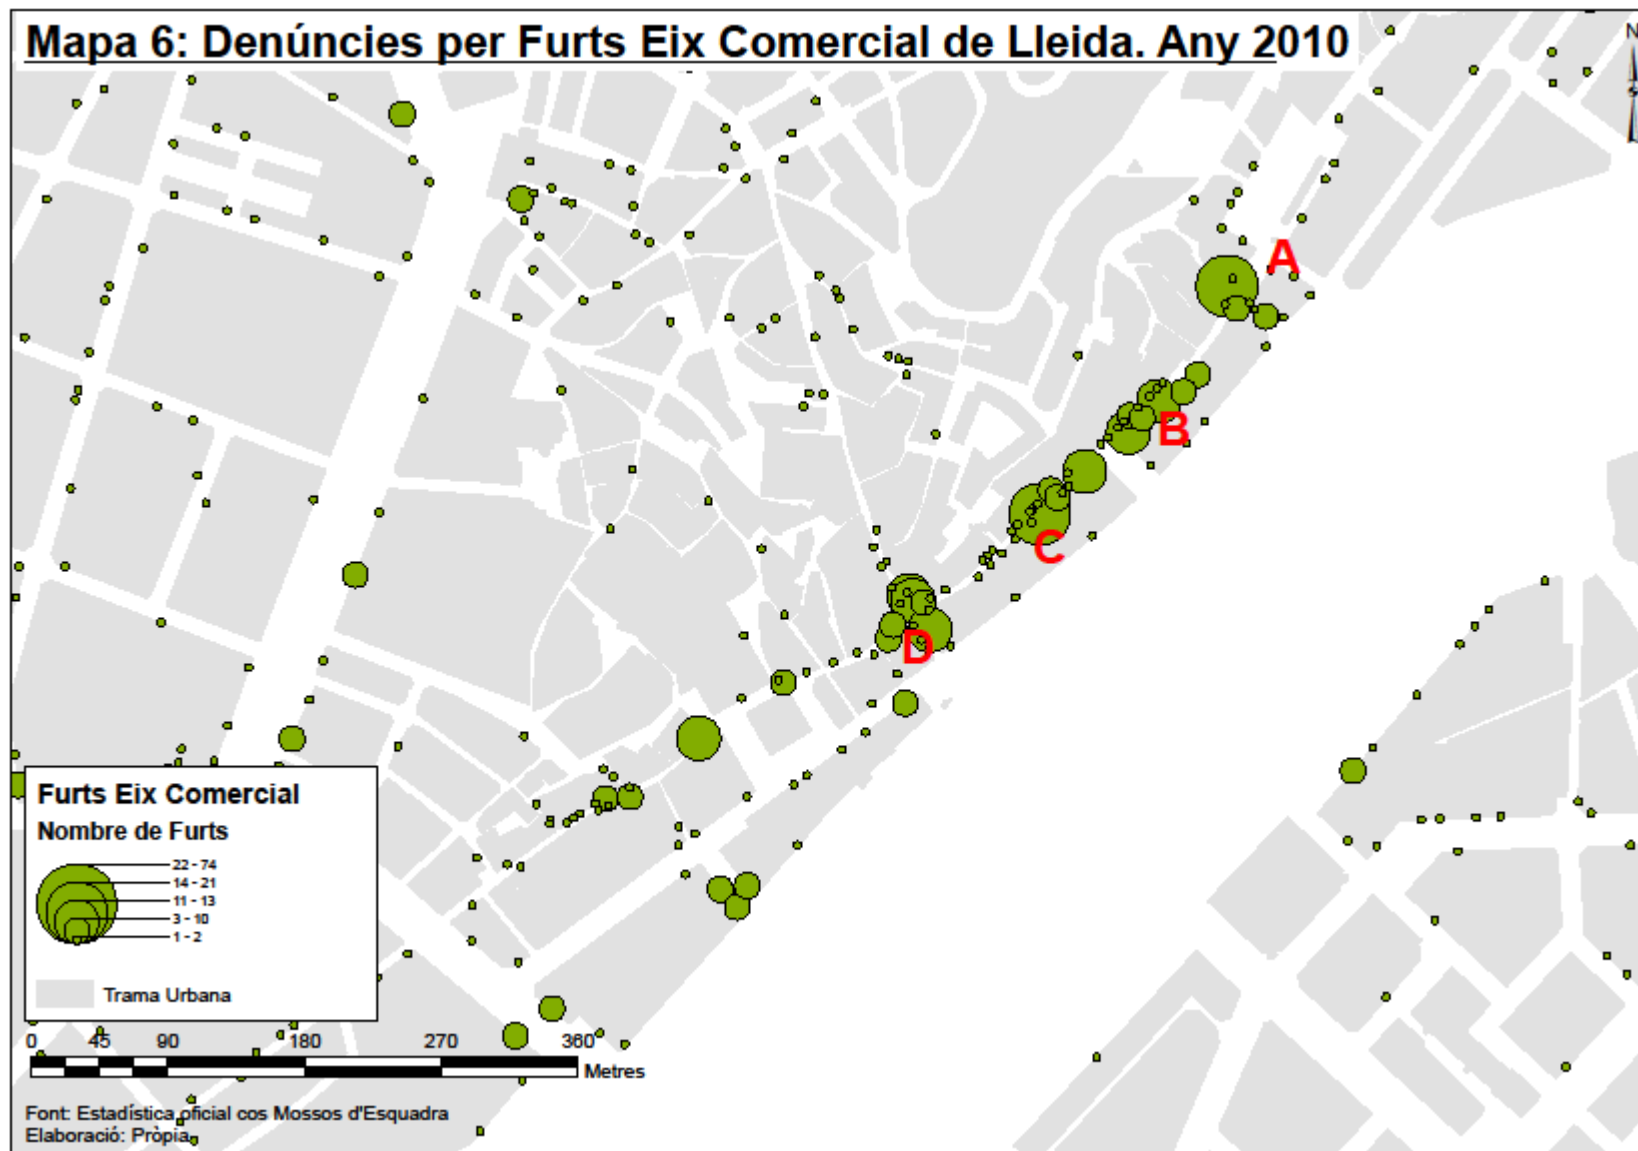 Mapa 6: Denúncies per Furts Eix Comercial de Lleida. Any 2010
N
A
B
C
D
Furts Eix Comercial
Nombre de Furts
22 - 74
14 - 21
11 - 13
3 - 10
1 - 2
Trama Urbana
0 45 90 180 270 360
Metres
Font: Estadística oficial cos Mossos d'Esquadra
Elaboració: Pròpia